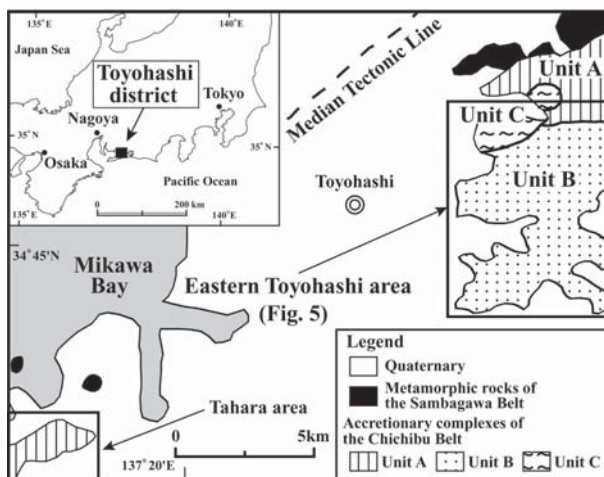 135°E
140°E
Japan Sea
Toyohashi
district
Tokyo
Nagoya
35°N
35°N
Osaka
Pacific Ocean
135°E
0
200 km
140°E
Median Tectonic Line
Unit A
Unit C
Unit B
Toyohashi
34°45'N
Mikawa
Bay
Eastern Toyohashi area
(Fig. 5)
Tahara area
0
5km
137°20'E
Legend
Quaternary
Metamorphic rocks of
the Sambagawa Belt
Accretionary complexes of
the Chichibu Belt
Unit A
Unit B
Unit C